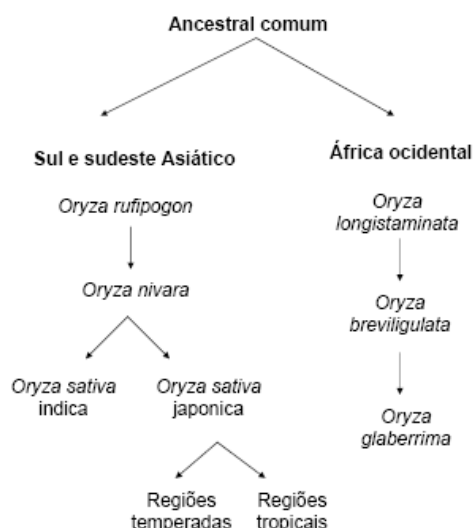 Ancestral comum
Sul e sudeste Asiático
África ocidental
Oryza rufipogon
Oryza
longistaminata
Oryza nivara
Oryza
breviligulata
Oryza sativa
indica
Oryza sativa
japonica
Oryza
glaberrima
Regiões
temperadas
Regiões
tropicais